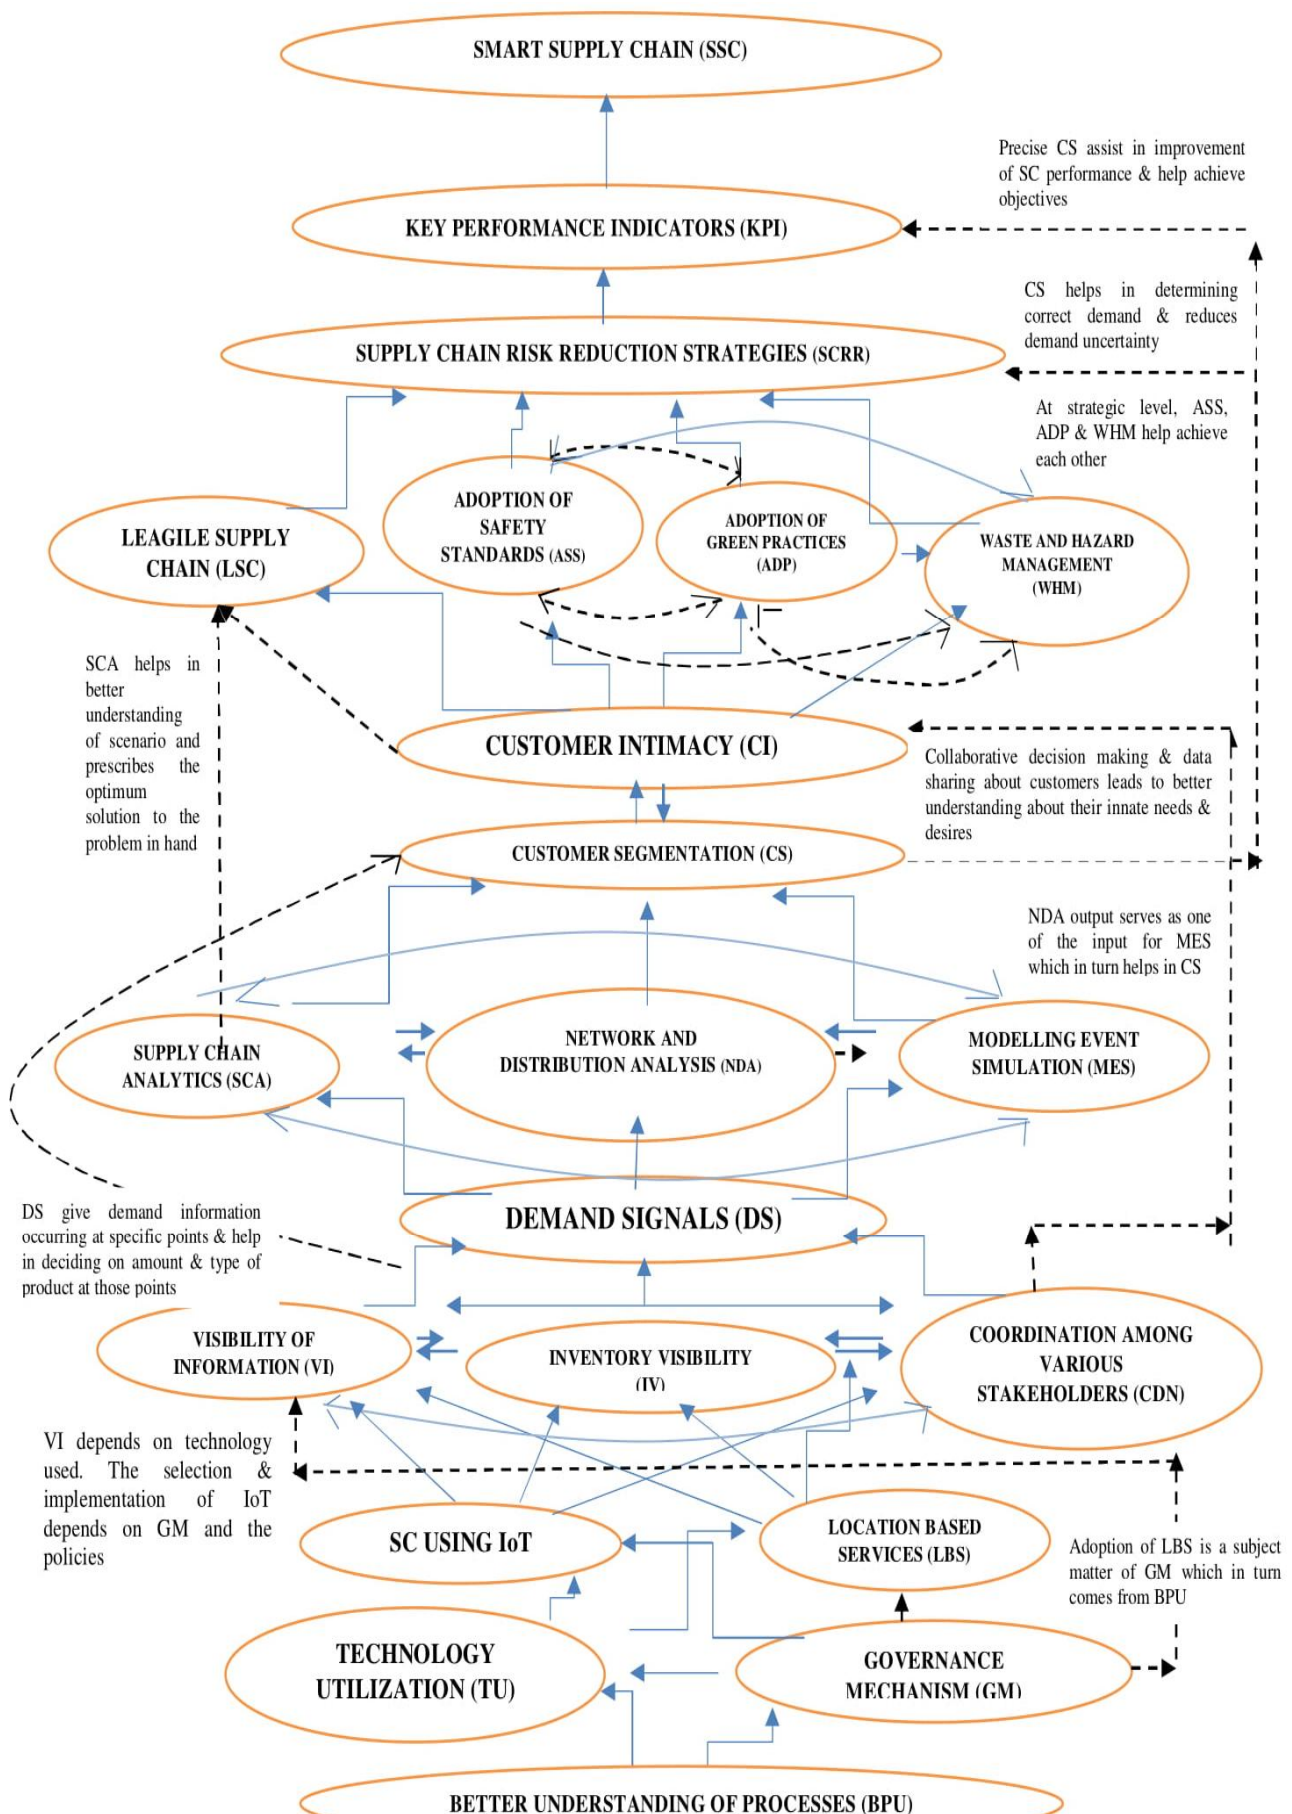 SMART SUPPLY CHAIN (SSC)
Precise CS assist in improvement
of SC performance & help achieve
objectives
KEY PERFORMANCE INDICATORS (KPI)
CS helps in determining
correct demand & reduces
demand uncertainty
SUPPLY CHAIN RISK REDUCTION STRATEGIES (SCRR)
At strategic level, ASS,
ADP & WHM help achieve
each other
ADOPTION OF
SAFETY
STANDARDS (ASS)
ADOPTION OF
GREEN PRACTICES
(ADP)
WASTE AND HAZARD
MANAGEMENT
(WHM)
LEAGILE SUPPLY
CHAIN (LSC)
SCA helps in
better
understanding
of scenario and
prescribes the
optimum
solution to the
problem in hand
CUSTOMER INTIMACY (CI)
Collaborative decision making & data
sharing about customers leads to better
understanding about their innate needs &
desires
CUSTOMER SEGMENTATION (CS)
NDA output serves as one
of the input for MES
which in turn helps in CS
SUPPLY CHAIN
ANALYTICS (SCA)
NETWORK AND
DISTRIBUTION ANALYSIS (NDA)
MODELLING EVENT
SIMULATION (MES)
DEMAND SIGNALS (DS)
DS give demand information
occurring at specific points & help
in deciding on amount & type of
product at those points
VISIBILITY OF
INFORMATION (VI)
INVENTORY VISIBILITY
(IV)
COORDINATION AMONG
VARIOUS
STAKEHOLDERS (CDN)
VI depends on technology
used. The selection &
implementation of IoT
depends on GM and the
policies
SC USING IoT
LOCATION BASED
SERVICES (LBS)
Adoption of LBS is a subject
matter of GM which in turn
comes from BPU
TECHNOLOGY
UTILIZATION (TU)
GOVERNANCE
MECHANISM (GM)
BETTER UNDERSTANDING OF PROCESSES (BPU)